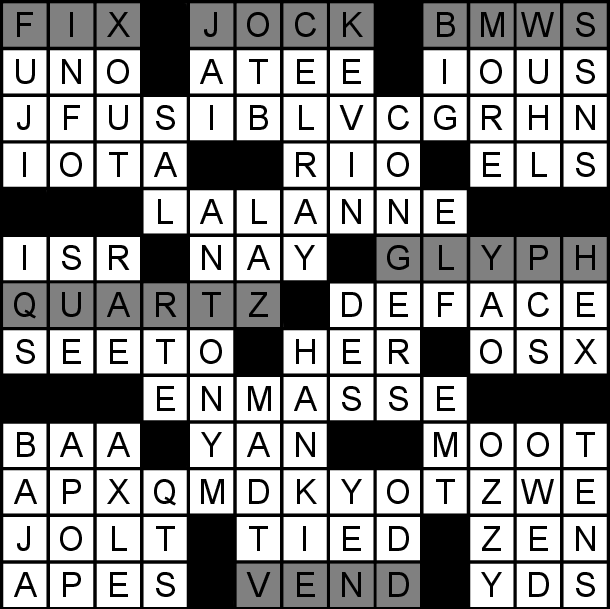 FIX JOCK BMWS
UNO ATEE IOUS
JFUSIBLVCGRHN
IOTA RIO ELS
LALANNE
ISR NAY GLYPH
QUARTZ DEFACE
SEETO HER OSX
ENMASSE
BAA YAN MOOT
APXQMDKYOTZWE
JOLT TIED ZEN
APES VEND YDS